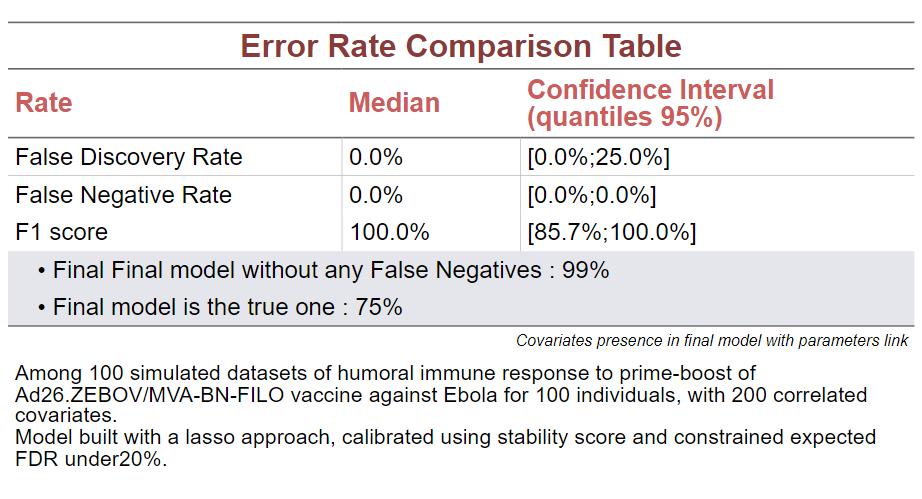 Error Rate Comparison Table
Rate Median Confidence Interval
(quantiles 95%)
False Discovery Rate 0.0% [0.0%;25.0%]
False Negative Rate 0.0% [0.0%;0.0%]
F1 score 100.0% [85.7%;100.0%]
• Final Final model without any False Negatives : 99%
• Final model is the true one : 75%
Covariates presence in final model with parameters link
Among 100 simulated datasets of humoral immune response to prime-boost of
Ad26.ZEBOV/MVA-BN-FILO vaccine against Ebola for 100 individuals, with 200 correlated
covariates.
Model built with a lasso approach, calibrated using stability score and constrained expected
FDR under20%.